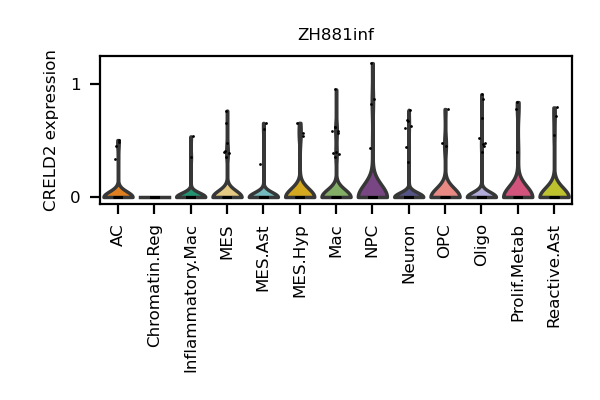 ZH881inf
CRELD2 expression
1
0
AC
Chromatin.Reg
Inflammatory.Mac
MES
MES.Ast
MES.Hyp
Mac
NPC
Neuron
OPC
Oligo
Prolif.Metab
Reactive.Ast